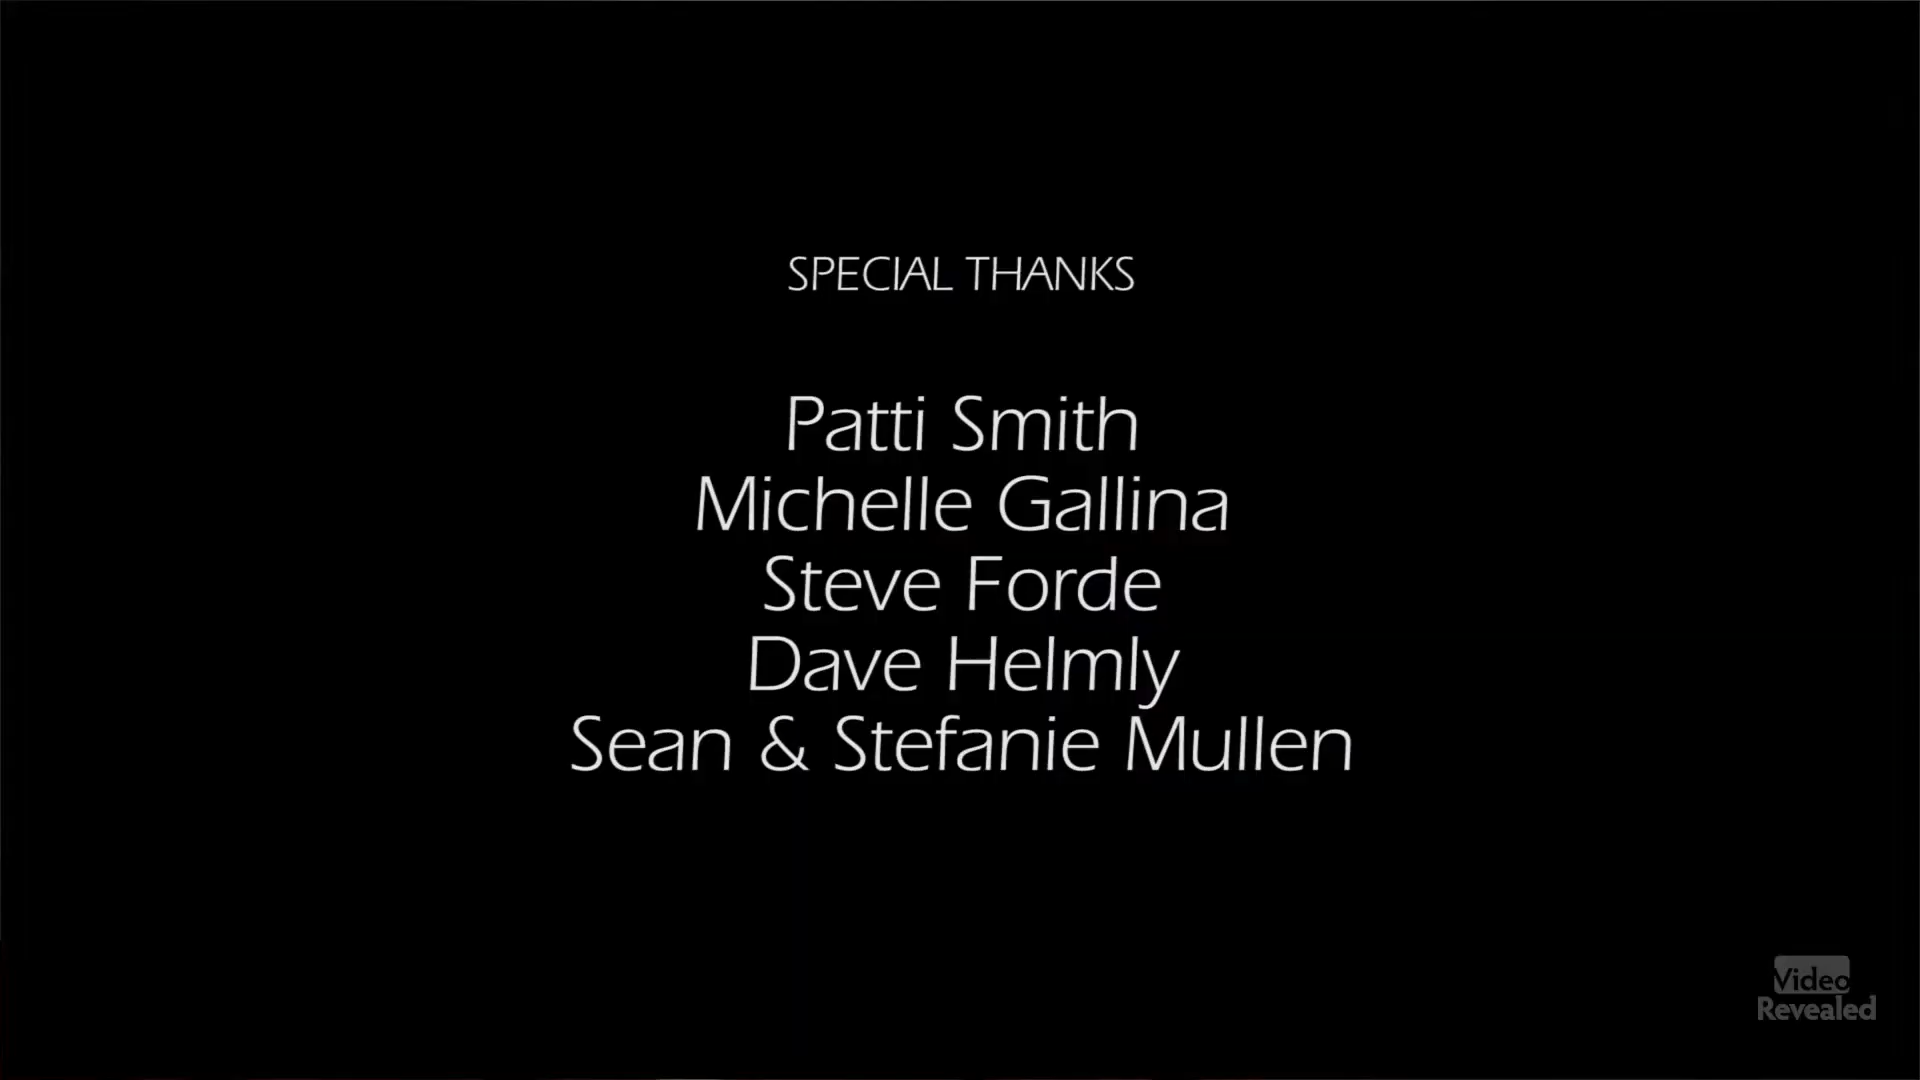 SPECIAL THANKS
Patti Smith
Michelle Gallina
Steve Forde
Dave Helmly
Sean & Stefanie Mullen
Video
Revealed